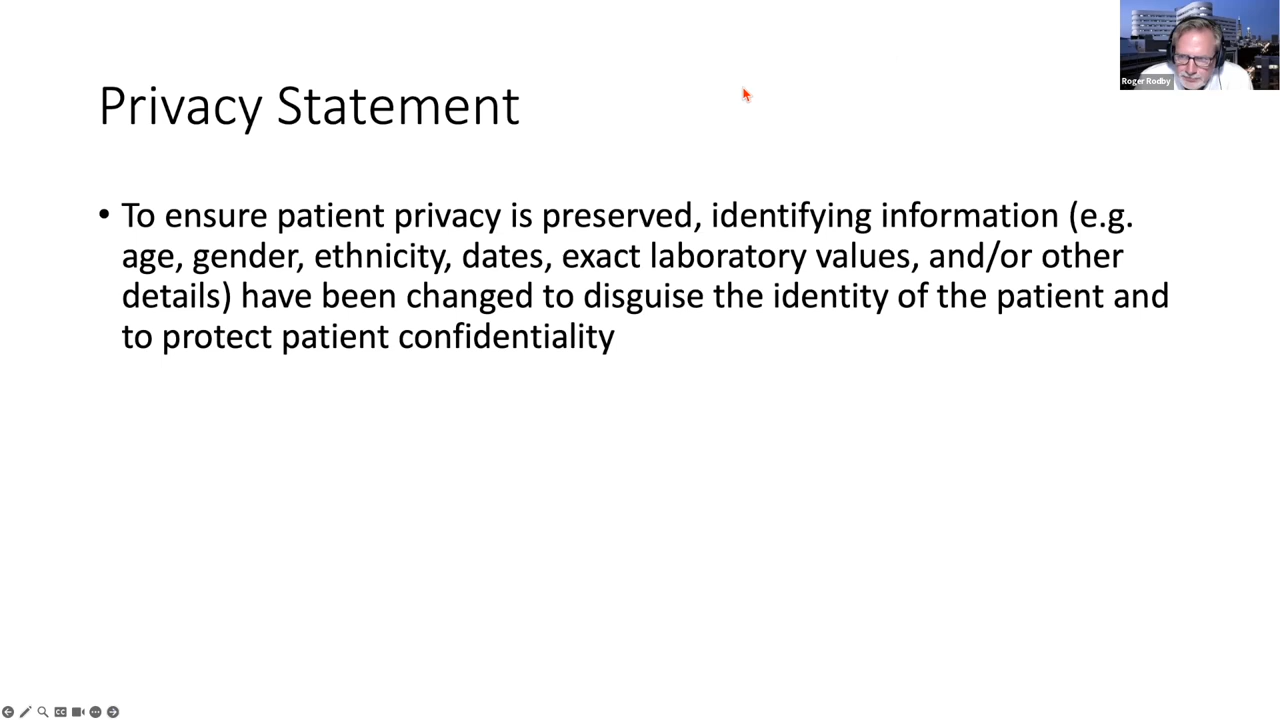 Roger Rodby
Privacy Statement
• To ensure patient privacy is preserved, identifying information (e.g.
age, gender, ethnicity, dates, exact laboratory values, and/or other
details) have been changed to disguise the identity of the patient and
to protect patient confidentiality